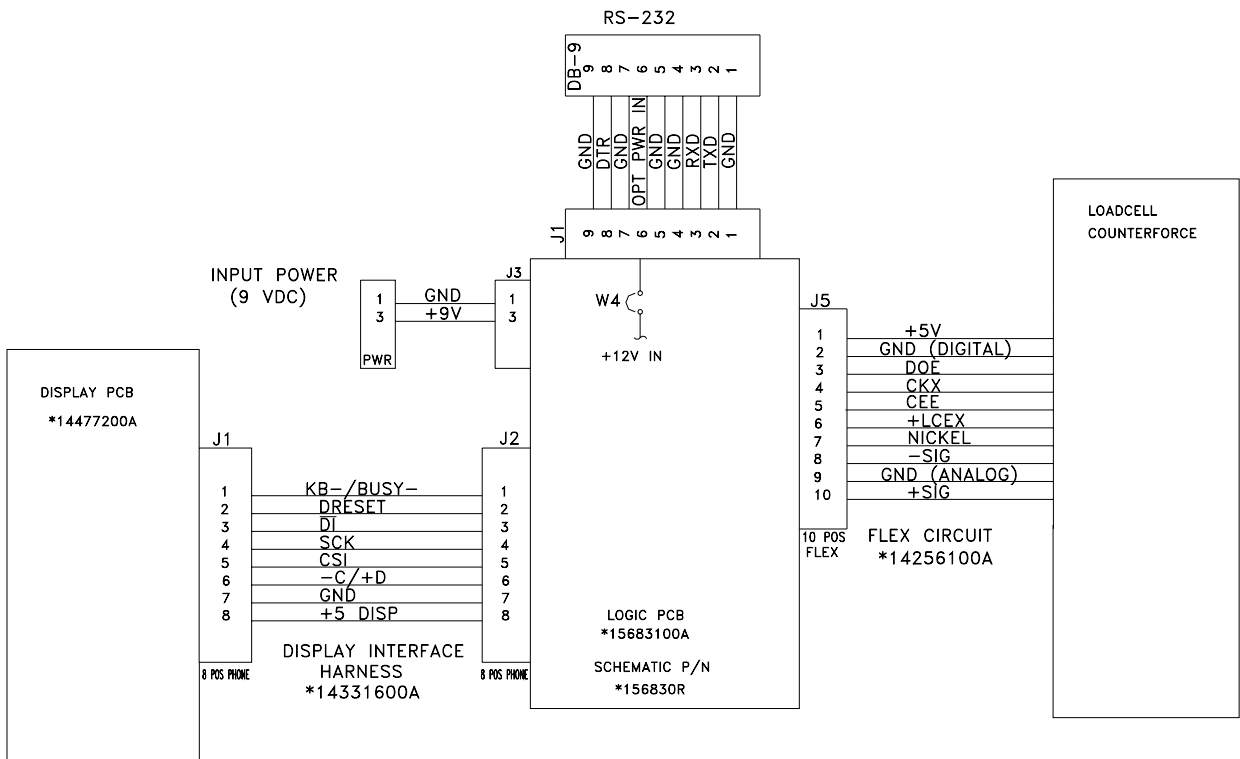 RS-232
DB-9
9 8 7 6 5 4 3 2 1
GND
DTR
GND
OPT PWR IN
GND
GND
RXD
TXD
GND
J1
9 8 7 6 5 4 3 2 1
INPUT POWER
(9 VDC)
1
3
PWR
GND
+9V
J3
1
3
W4
+12V IN
LOGIC PCB
*15683100A
SCHEMATIC P/N
*156830R
DISPLAY PCB
*14477200A
J1
1
2
3
4
5
6
7
8
8 POS PHONE
KB-/BUSY-
DRESET
DI
SCK
CSI
-C/+D
GND
+5 DISP
DISPLAY INTERFACE
HARNESS
*14331600A
J2
1
2
3
4
5
6
7
8
8 POS PHONE
J5
1
2
3
4
5
6
7
8
9
10
10 POS
FLEX
+5V
GND (DIGITAL)
DOE
CKX
CEE
+LCEX
NICKEL
-SIG
GND (ANALOG)
+SIG
FLEX CIRCUIT
*14256100A
LOADCELL
COUNTERFORCE